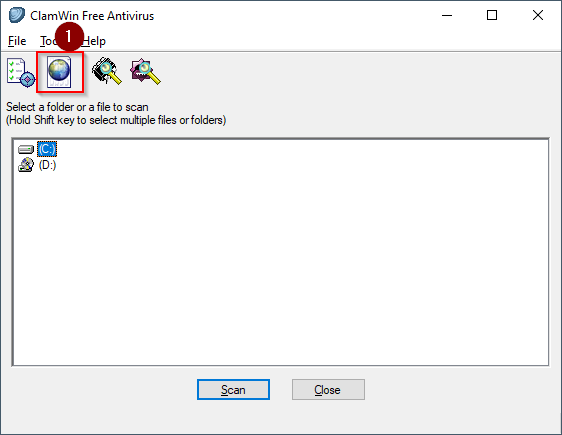 ClamWin Free Antivirus
File Too Help
1
Select a folder or a file to scan
(Hold Shift key to select multiple files or folders)
(C:)
(D:)
Scan Close